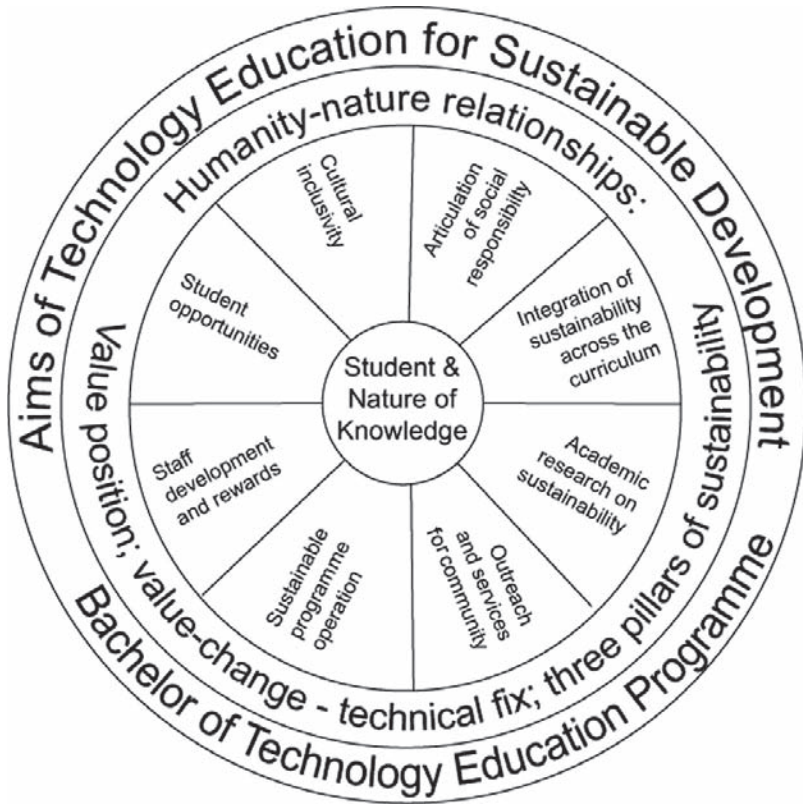 Aims of Technology Education for Sustainable Development
Humanity-nature relationships:
Cultural
inclusivity
Articulation
of social
responsibilty
Student
opportunities
Integration of
sustainability
across the
curriculum
Student &
Nature of
Knowledge
Staff
development
and rewards
Academic
research on
sustainability
Sustainable
programme
operation
Outreach
and services
for community
Value position; value-change - technical fix; three pillars of sustainability
Bachelor of Technology Education Programme